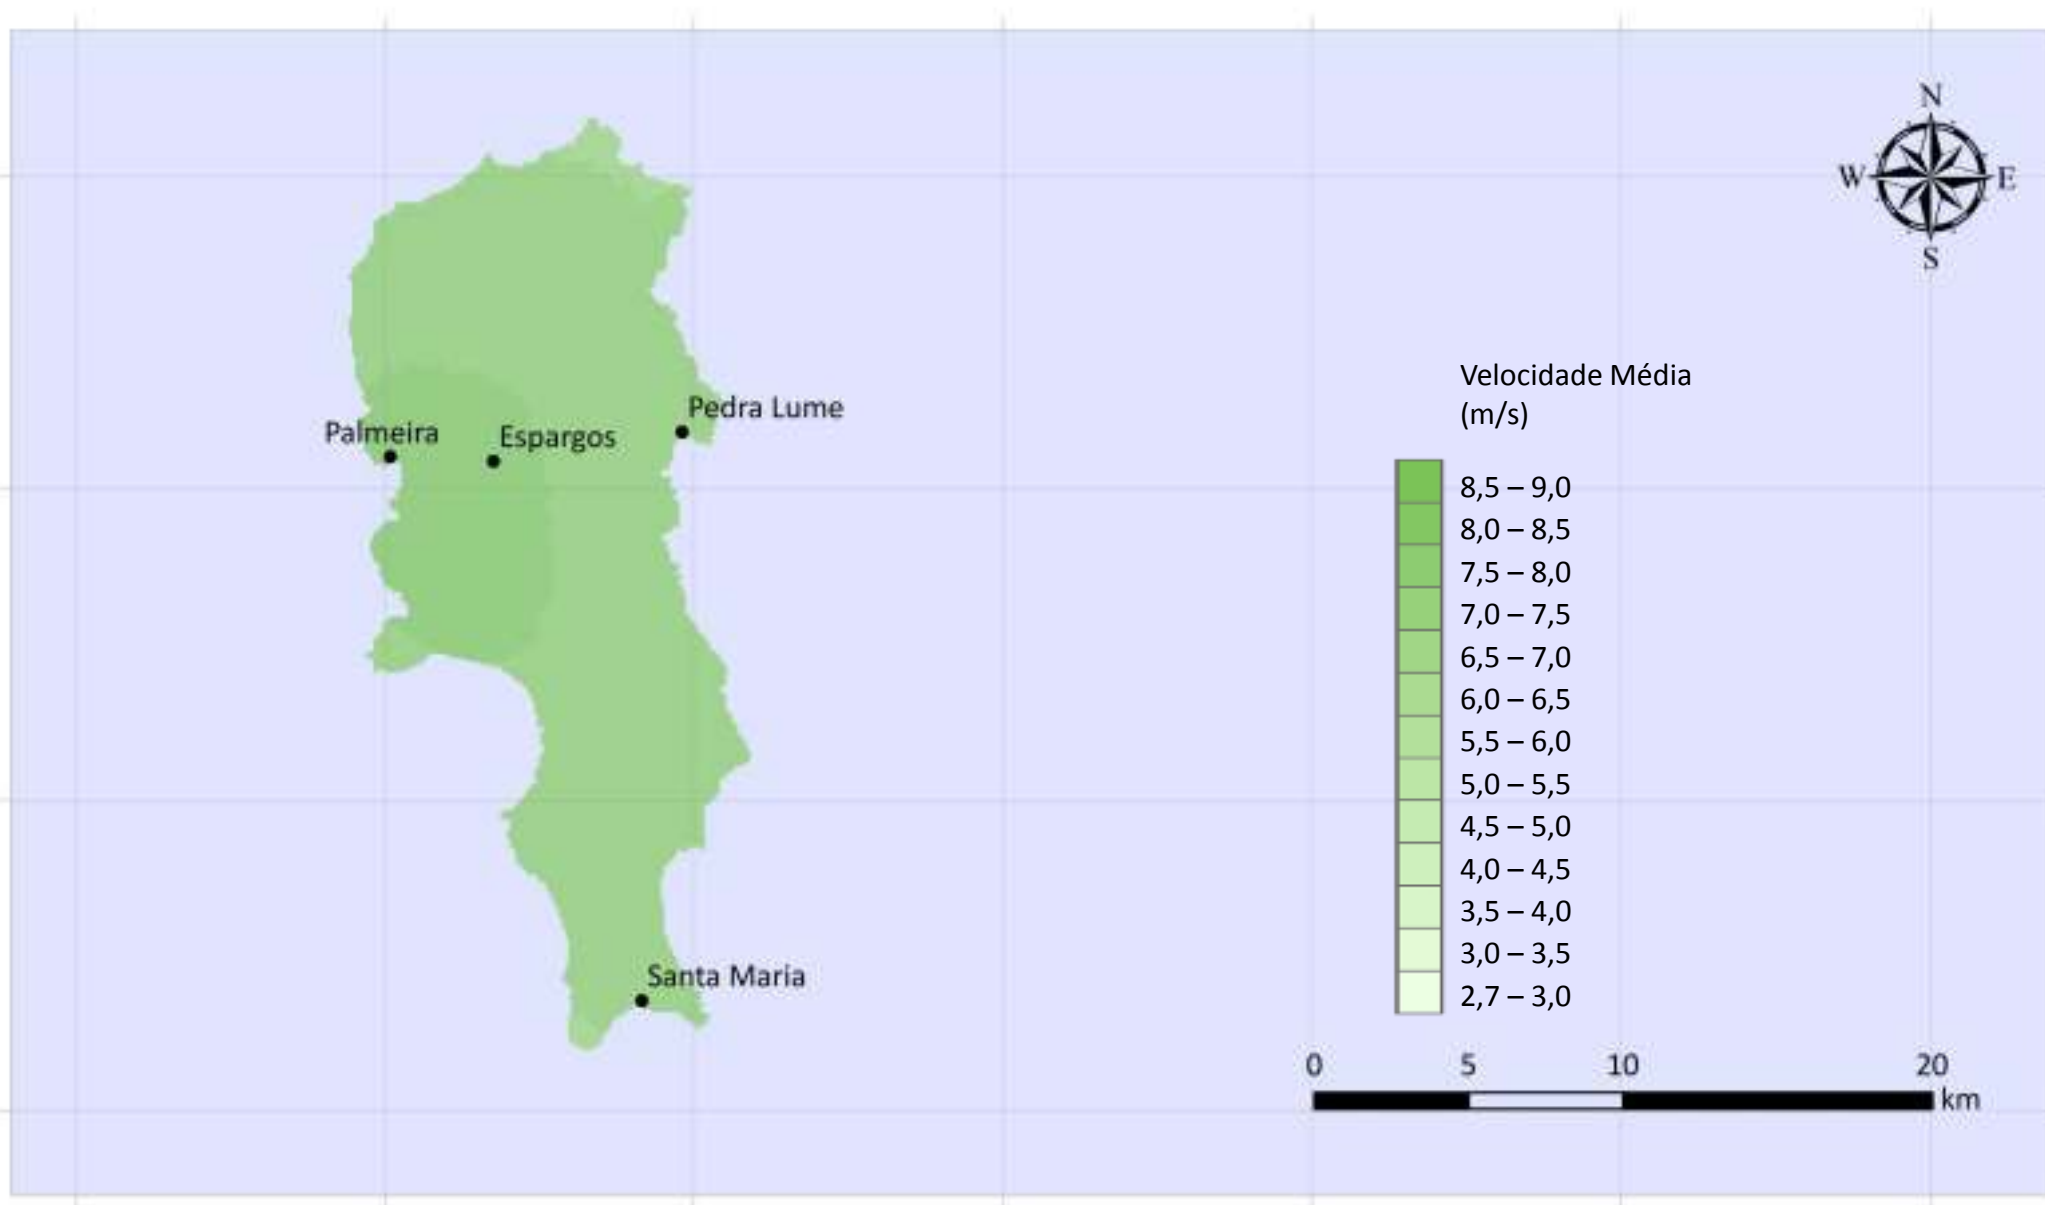 N
W E
S
Velocidade Média
(m/s)
Pedra Lume
Palmeira
Espargos
8,5 – 9,0
8,0 – 8,5
7,5 – 8,0
7,0 – 7,5
6,5 – 7,0
6,0 – 6,5
5,5 – 6,0
5,0 – 5,5
4,5 – 5,0
4,0 – 4,5
3,5 – 4,0
3,0 – 3,5
2,7 – 3,0
Santa Maria
0 5 10 20
km